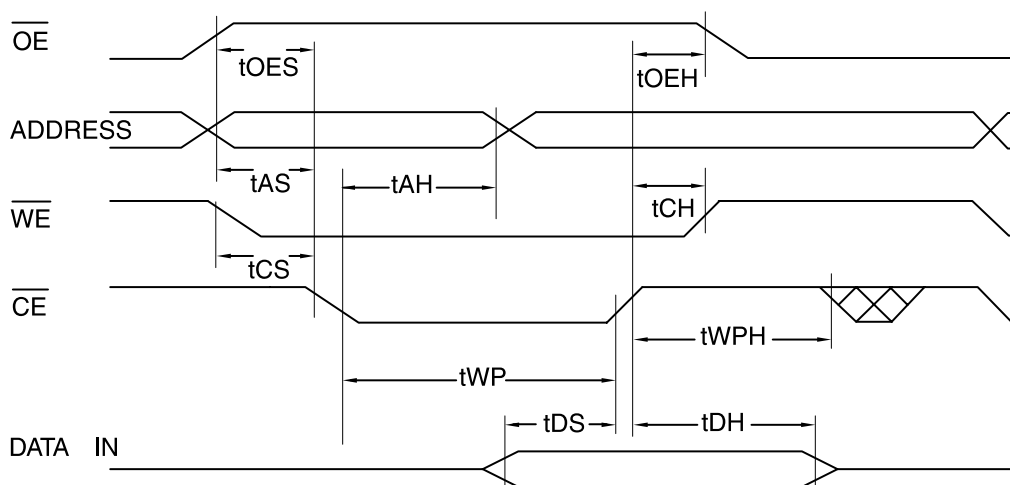 OE
tOES
tOEH
ADDRESS
tAS
tAH
tCH
WE
tCS
CE
tWPH
tWP
tDS
tDH
DATA IN